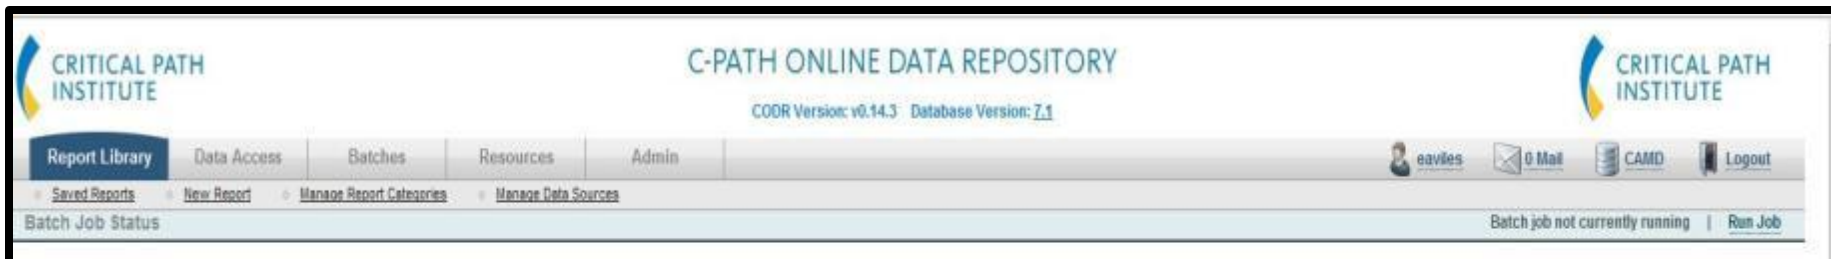 CRITICAL PATH
INSTITUTE
C-PATH ONLINE DATA REPOSITORY
CODR Version: v0.14.3 Database Version: 7.1
CRITICAL PATH
INSTITUTE
Report Library Data Access Batches Resources Admin eaviles 0 Mail CAMD Logout
Saved Reports New Report Manage Report Categories Manage Data Sources
Batch Job Status Batch job not currently running | Run Job